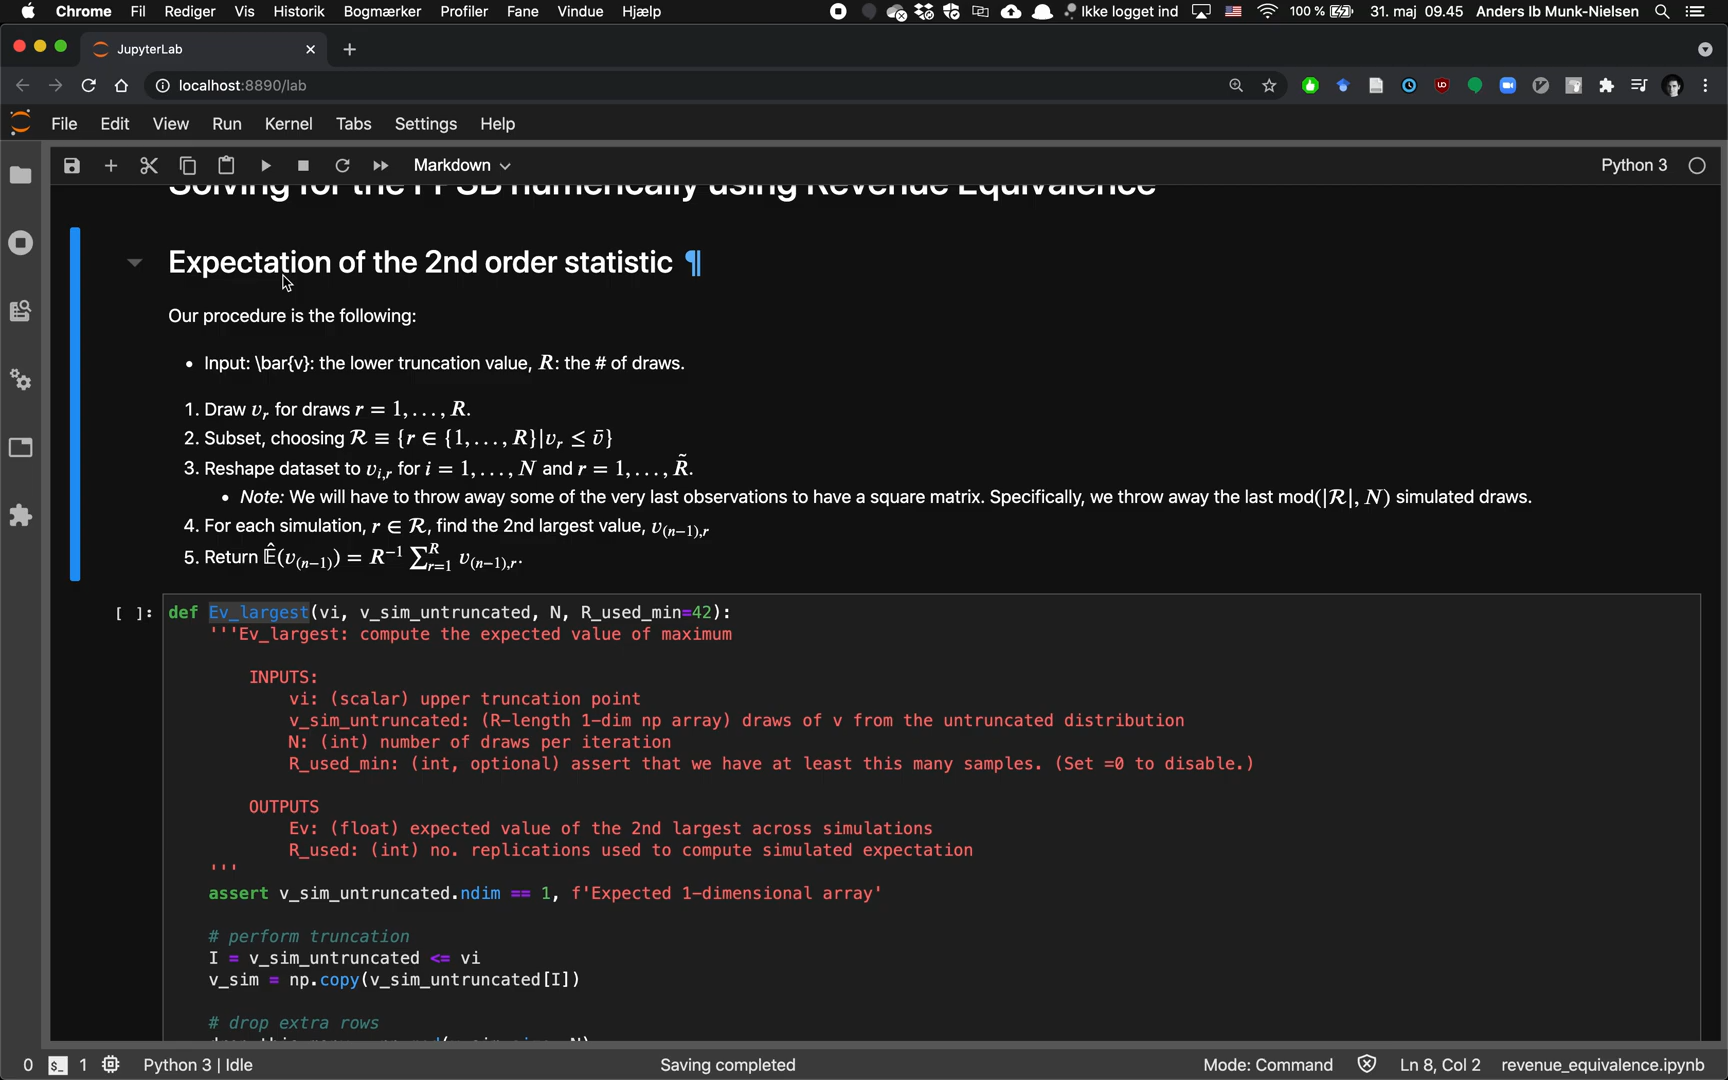 Chrome Fil Rediger Vis Historik Bogmærker Profiler Fane Vindue Hjælp Ikke logget ind 100 % 31. maj 09.45 Anders Ib Munk-Nielsen
JupyterLab
localhost:8890/lab
File Edit View Run Kernel Tabs Settings Help
Markdown Python 3
Solving for the FPSB numerically using Revenue Equivalence
Expectation of the 2nd order statistic ¶
Our procedure is the following:
• Input: \bar{v}: the lower truncation value, R: the # of draws.
1. Draw v_r for draws r = 1, . . . , R.
2. Subset, choosing ℛ ≡ {r ∈ {1, . . . , R}|v_r ≤ v̄}
3. Reshape dataset to v_{i,r} for i = 1, . . . , N and r = 1, . . . , R̃.
• Note: We will have to throw away some of the very last observations to have a square matrix. Specifically, we throw away the last mod(|ℛ|, N) simulated draws.
4. For each simulation, r ∈ ℛ, find the 2nd largest value, v_{(n−1),r}
5. Return 𝔼̂(v_{(n−1)}) = R^{−1} ∑_{r=1}^{R} v_{(n−1),r}.
[ ]: def Ev_largest(vi, v_sim_untruncated, N, R_used_min=42):
'''Ev_largest: compute the expected value of maximum
INPUTS:
vi: (scalar) upper truncation point
v_sim_untruncated: (R-length 1-dim np array) draws of v from the untruncated distribution
N: (int) number of draws per iteration
R_used_min: (int, optional) assert that we have at least this many samples. (Set =0 to disable.)
OUTPUTS
Ev: (float) expected value of the 2nd largest across simulations
R_used: (int) no. replications used to compute simulated expectation
'''
assert v_sim_untruncated.ndim == 1, f'Expected 1-dimensional array'
# perform truncation
I = v_sim_untruncated <= vi
v_sim = np.copy(v_sim_untruncated[I])
# drop extra rows
0 1 Python 3 | Idle Saving completed Mode: Command Ln 8, Col 2 revenue_equivalence.ipynb